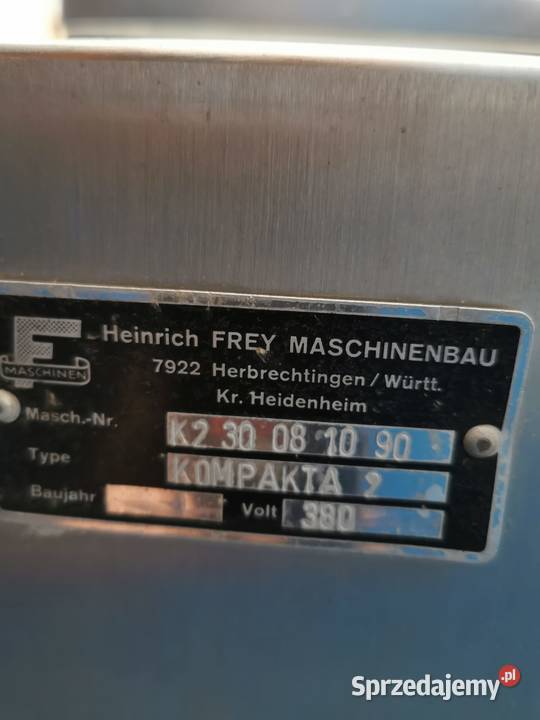 F
MASCHINEN
Heinrich FREY MASCHINENBAU
7922 Herbrechtingen / Württ.
Kr. Heidenheim
Masch.-Nr. K2 30 08 10 90
Type KOMPAKTA 2
Baujahr Volt 380
Sprzedajemy.pl